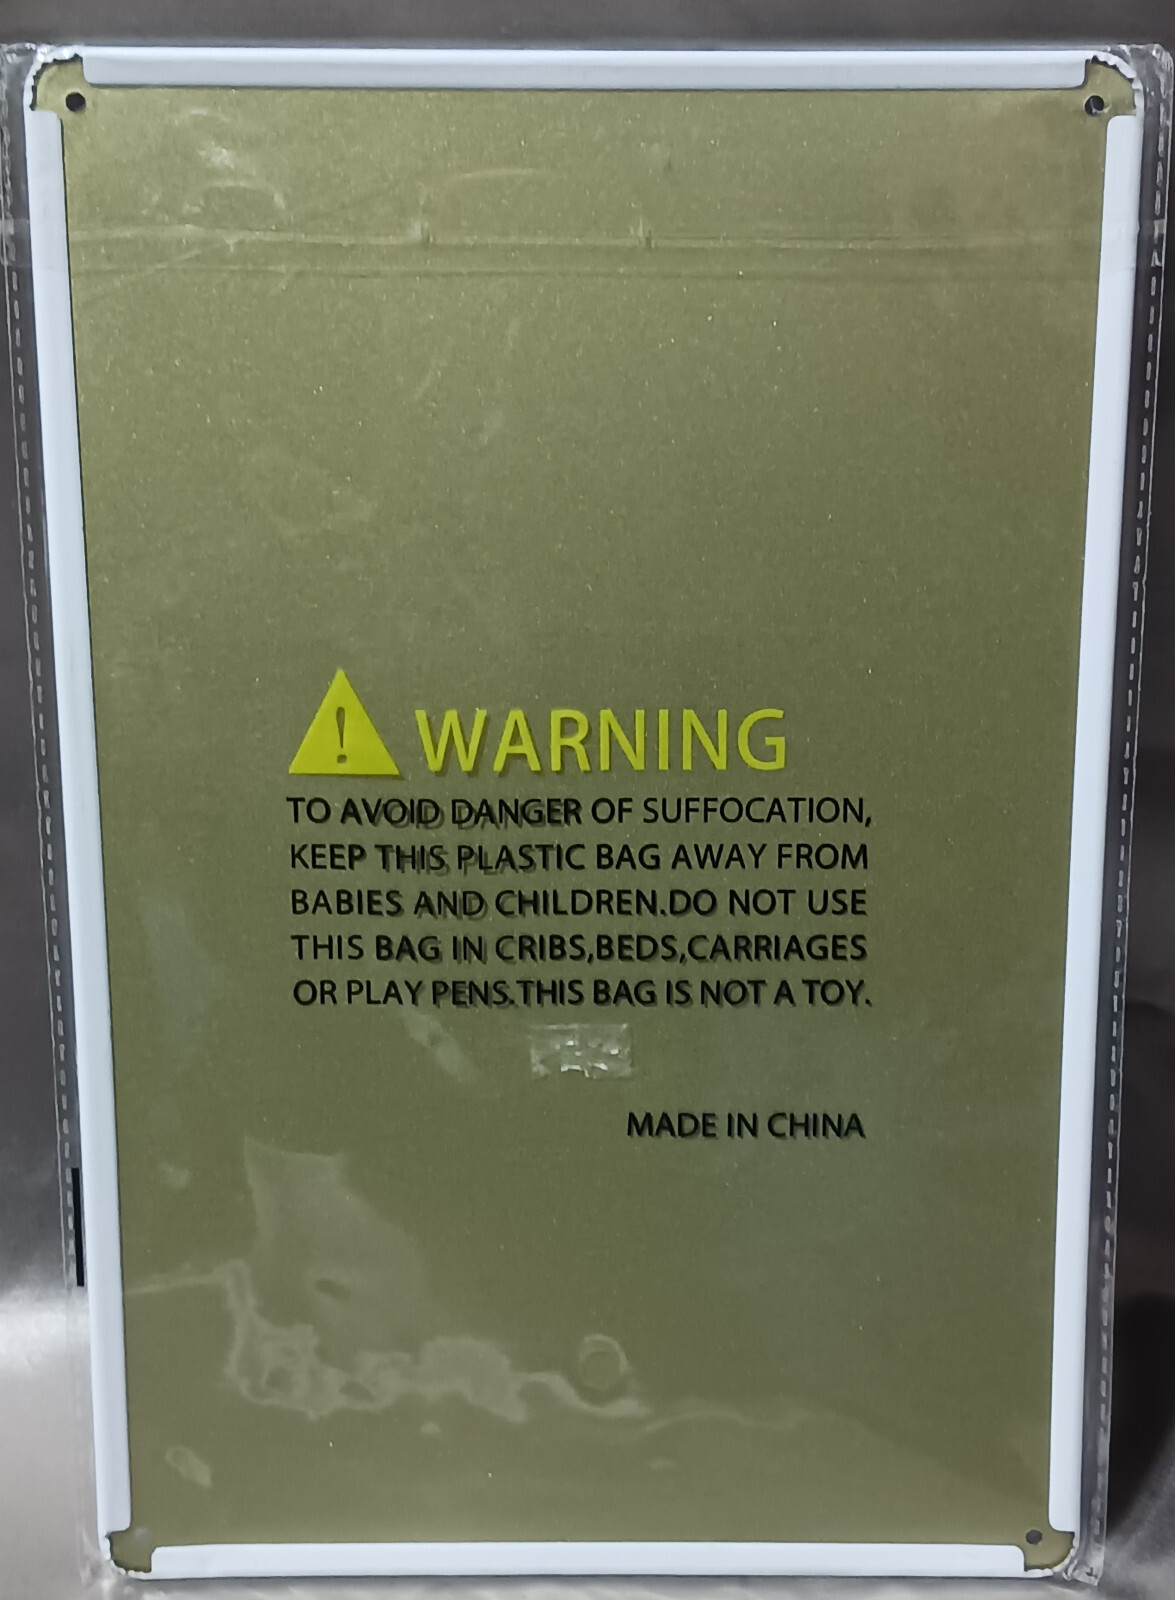 WARNING
TO AVOID DANGER OF SUFFOCATION,
KEEP THIS PLASTIC BAG AWAY FROM
BABIES AND CHILDREN.DO NOT USE
THIS BAG IN CRIBS,BEDS,CARRIAGES
OR PLAY PENS.THIS BAG IS NOT A TOY.
MADE IN CHINA